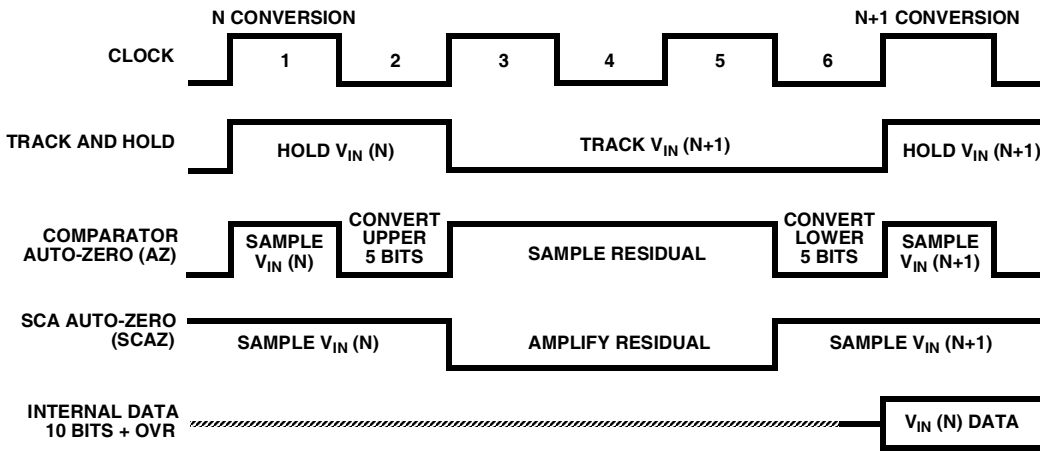 N CONVERSION
N+1 CONVERSION
CLOCK
1
2
3
4
5
6
TRACK AND HOLD
HOLD VIN (N)
TRACK VIN (N+1)
HOLD VIN (N+1)
COMPARATOR
AUTO-ZERO (AZ)
SAMPLE
VIN (N)
CONVERT
UPPER
5 BITS
SAMPLE RESIDUAL
CONVERT
LOWER
5 BITS
SAMPLE
VIN (N+1)
SCA AUTO-ZERO
(SCAZ)
SAMPLE VIN (N)
AMPLIFY RESIDUAL
SAMPLE VIN (N+1)
INTERNAL DATA
10 BITS + OVR
VIN (N) DATA